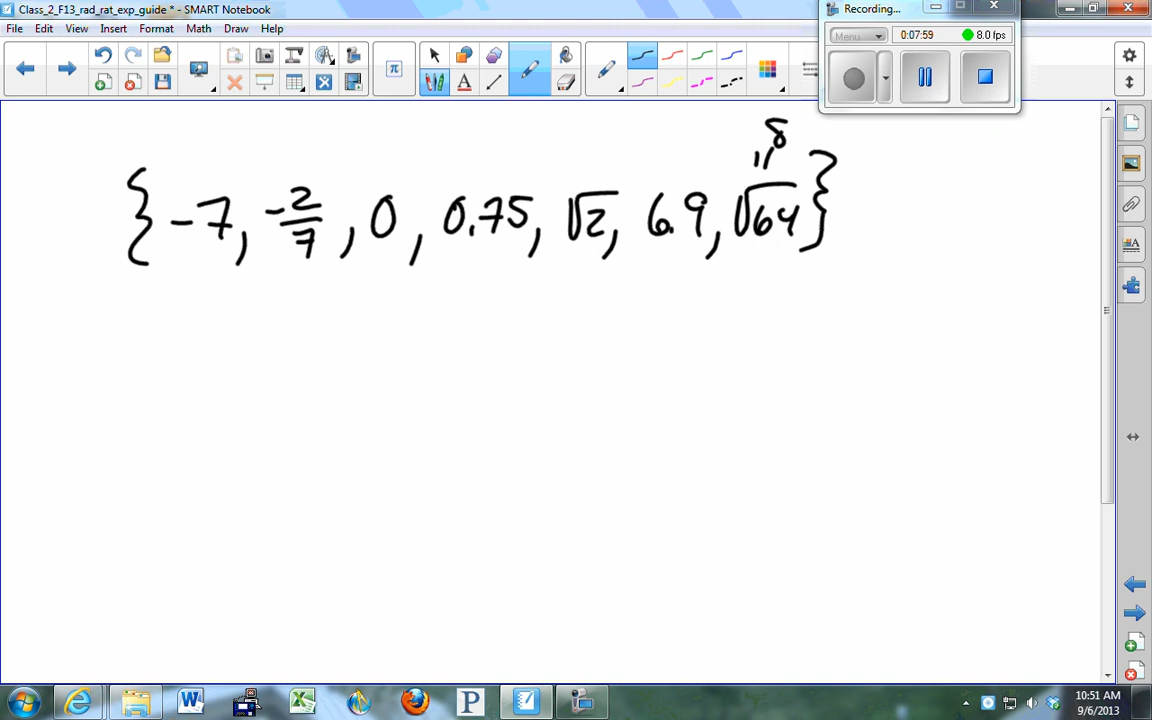 Class_2_F13_rad_rat_exp_guide * - SMART Notebook
Recording...
File Edit View Insert Format Math Draw Help
Menu 0:07:59 8.0 fps
π
A
8
=
{-7, -2/7, 0, 0.75, √2, 6.9, √64}
W P
10:51 AM
9/6/2013